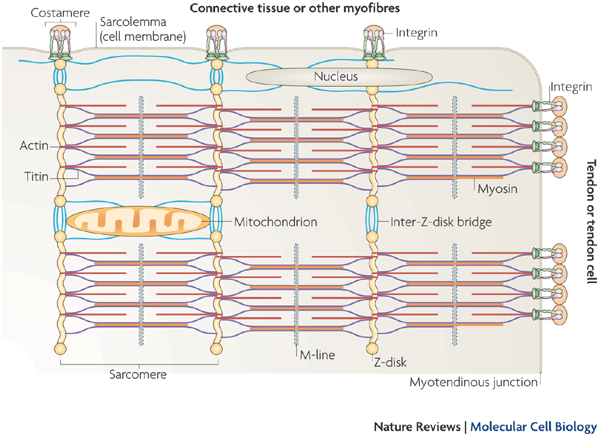 Connective tissue or other myofibres
Costamere
Sarcolemma
(cell membrane)
Integrin
Nucleus
Integrin
Actin
Titin
Myosin
Mitochondrion
Inter-Z-disk bridge
Tendon or tendon cell
M-line
Z-disk
Sarcomere
Myotendinous junction
Nature Reviews | Molecular Cell Biology